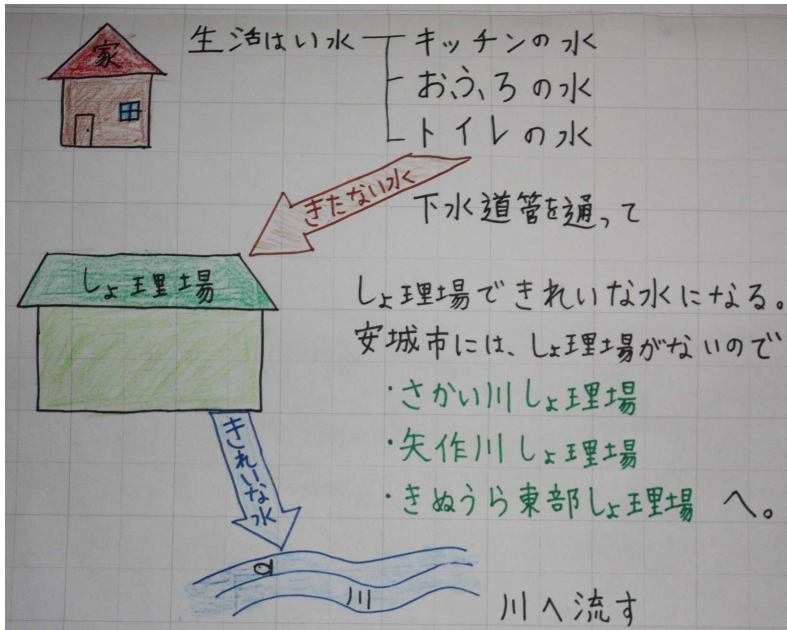 家
生活はい水
キッチンの水
おふろの水
トイレの水
きたない水
下水道管を通って
しょ理場
しょ理場できれいな水になる。
安城市には、しょ理場がないので
・さかい川しょ理場
・矢作川しょ理場
・きぬうら東部しょ理場 へ。
きれいな水
川
川へ流す